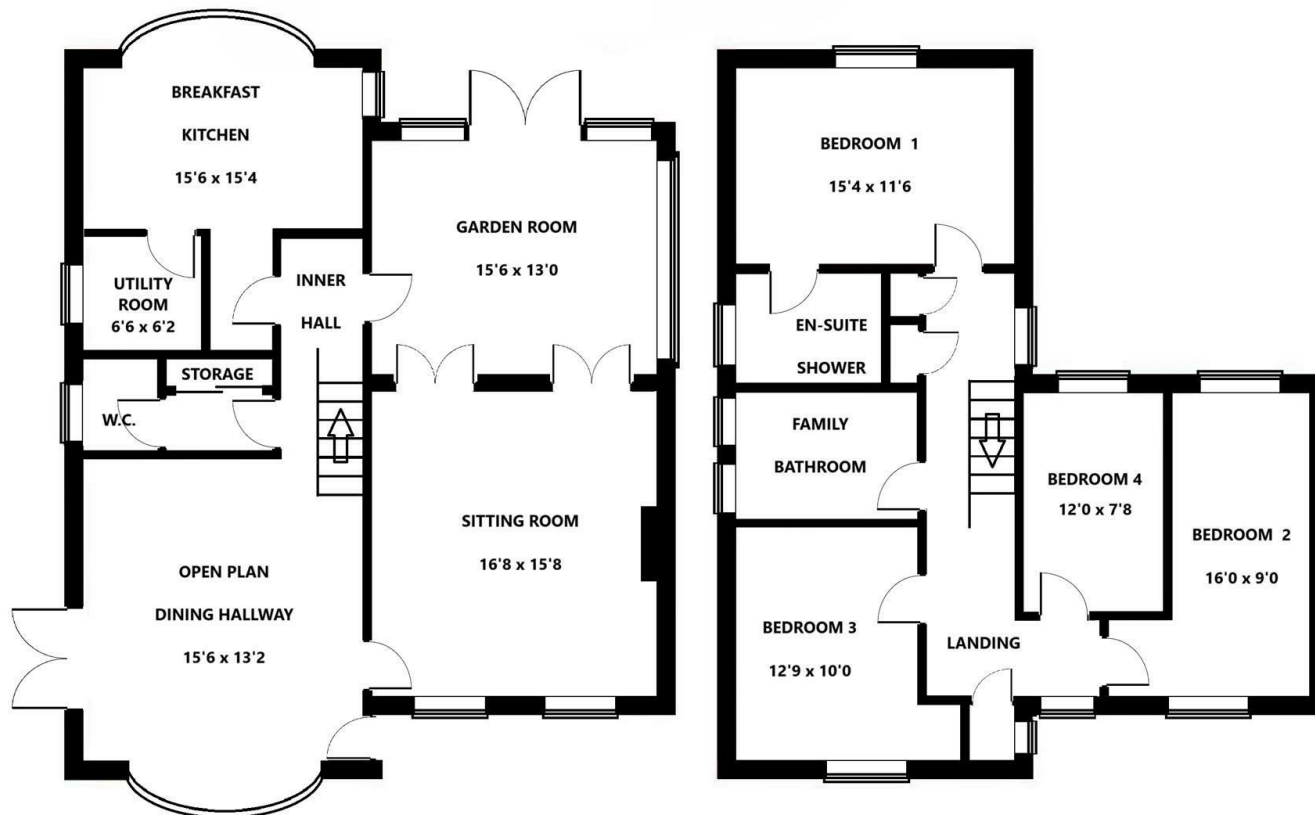 BREAKFAST
KITCHEN
15'6 x 15'4
GARDEN ROOM
15'6 x 13'0
UTILITY
ROOM
6'6 x 6'2
INNER
HALL
STORAGE
W.C.
SITTING ROOM
16'8 x 15'8
OPEN PLAN
DINING HALLWAY
15'6 x 13'2
BEDROOM 1
15'4 x 11'6
EN-SUITE
SHOWER
FAMILY
BATHROOM
BEDROOM 4
12'0 x 7'8
BEDROOM 2
16'0 x 9'0
BEDROOM 3
12'9 x 10'0
LANDING